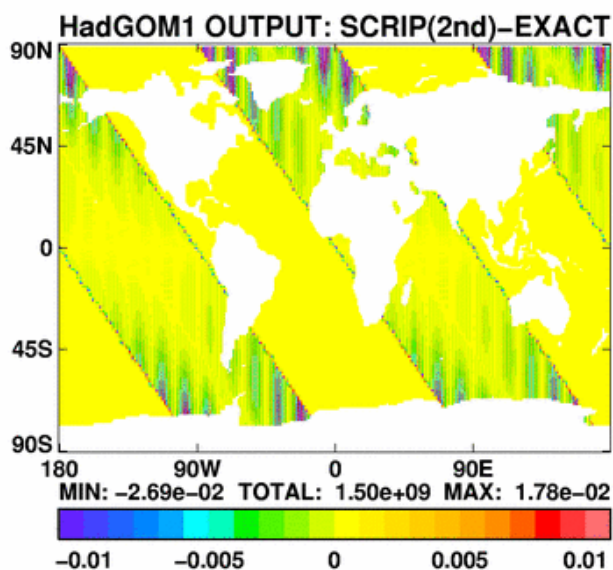 HadGOM1 OUTPUT: SCRIP(2nd)-EXACT
90N
45N
0
45S
90S
180 90W 0 90E
MIN: -2.69e-02 TOTAL: 1.50e+09 MAX: 1.78e-02
-0.01 -0.005 0 0.005 0.01